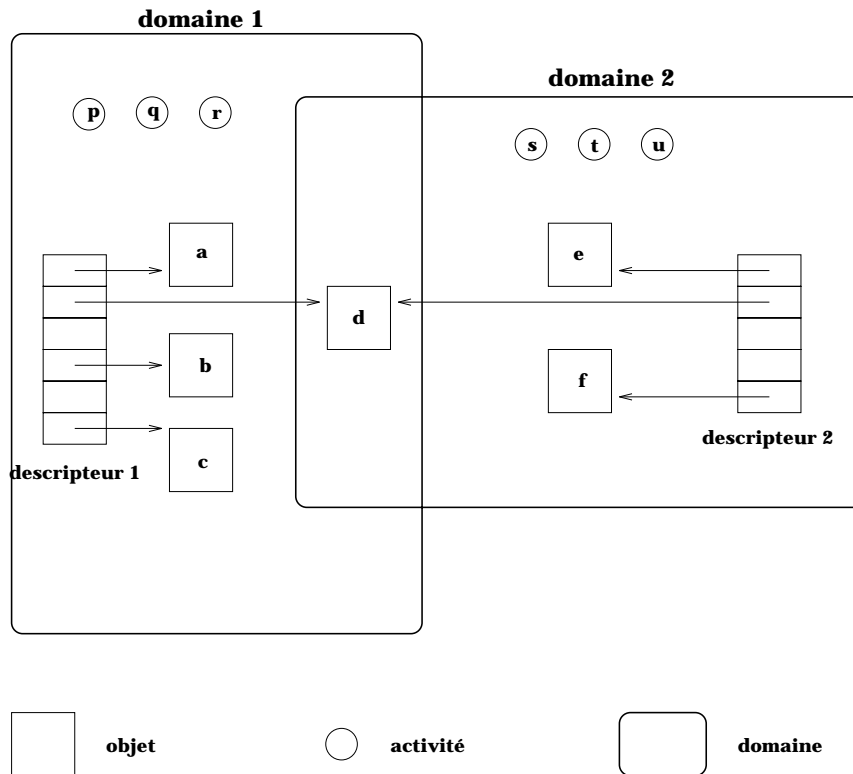 domaine 1
domaine 2
p q r
s t u
a
e
d
b
f
c
descripteur 1
descripteur 2
objet
activité
domaine